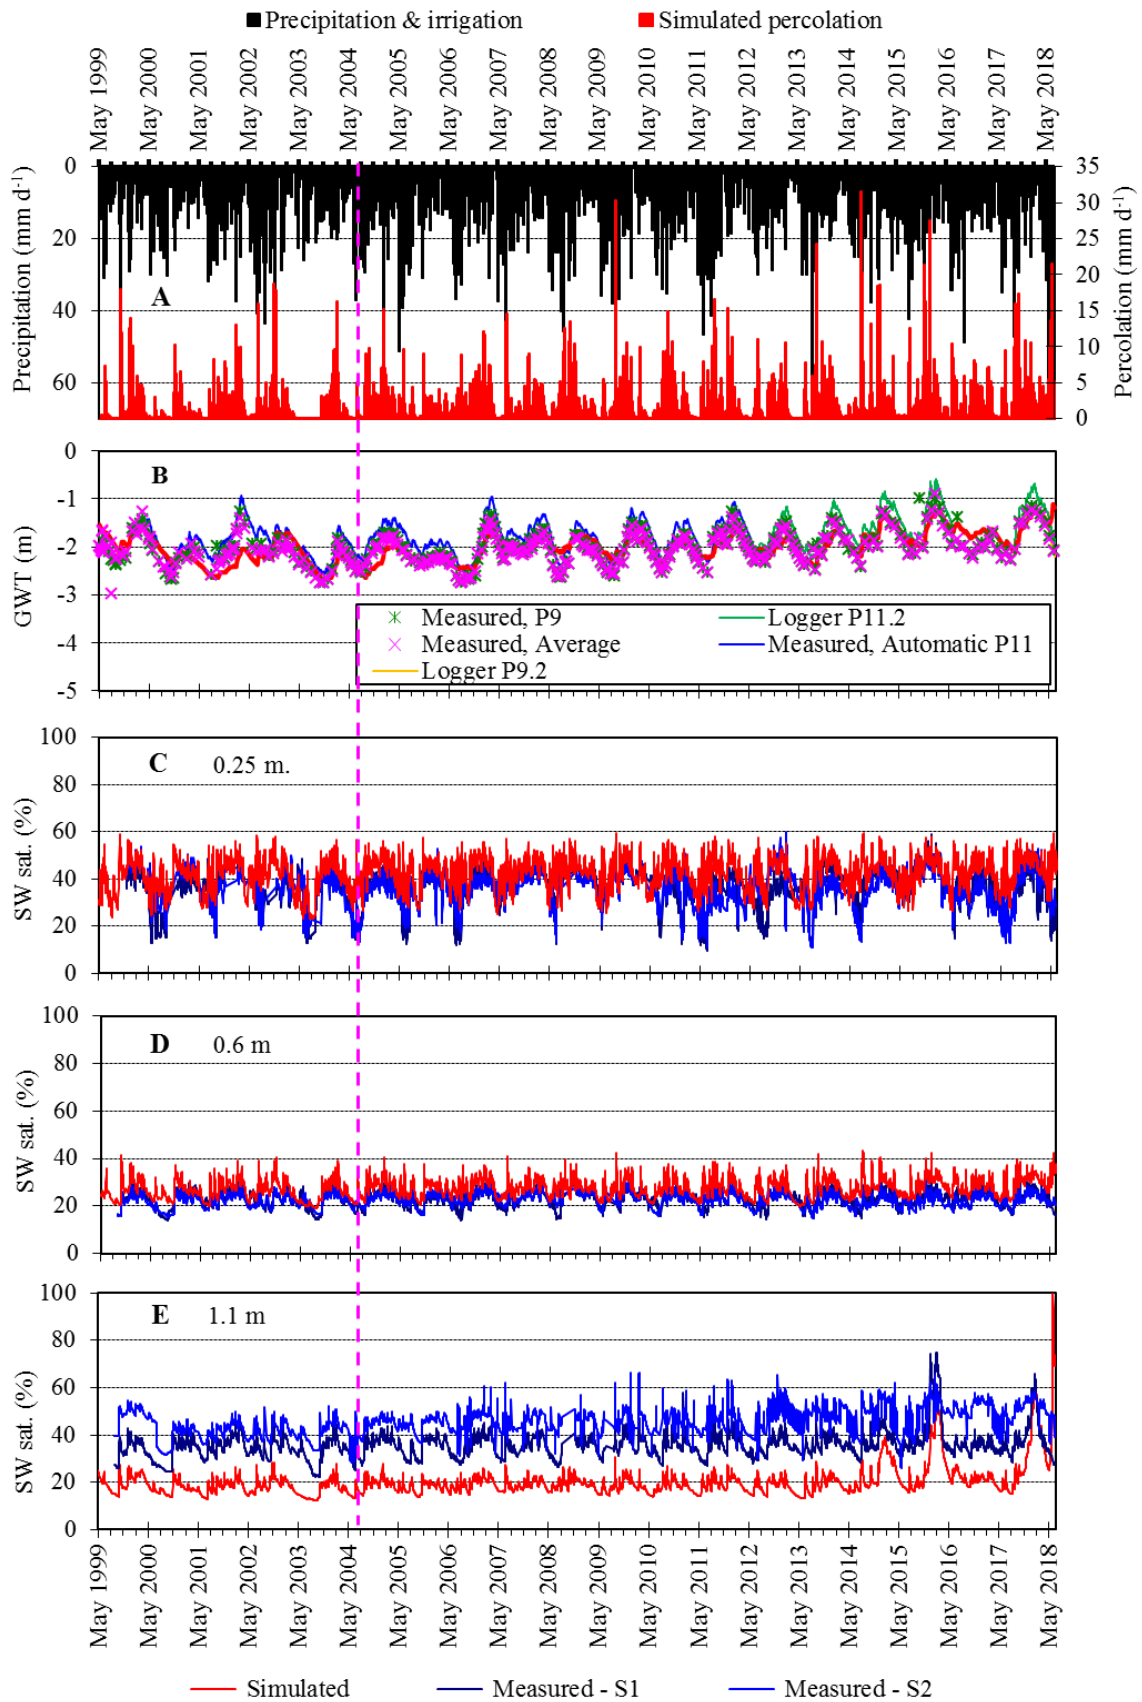 Precipitation & irrigation Simulated percolation
May 1999 May 2000 May 2001 May 2002 May 2003 May 2004 May 2005 May 2006 May 2007 May 2008 May 2009 May 2010 May 2011 May 2012 May 2013 May 2014 May 2015 May 2016 May 2017 May 2018
Precipitation (mm d-1)
0
20
40
60
A
35
30
25
20
15
10
5
0
Percolation (mm d-1)
GWT (m)
0
-1
-2
-3
-4
-5
B
Measured, P9 Logger P11.2
Measured, Average Measured, Automatic P11
Logger P9.2
SW sat. (%)
100
80
60
40
20
0
C 0.25 m.
SW sat. (%)
100
80
60
40
20
0
D 0.6 m
SW sat. (%)
100
80
60
40
20
0
E 1.1 m
May 1999 May 2000 May 2001 May 2002 May 2003 May 2004 May 2005 May 2006 May 2007 May 2008 May 2009 May 2010 May 2011 May 2012 May 2013 May 2014 May 2015 May 2016 May 2017 May 2018
Simulated Measured - S1 Measured - S2